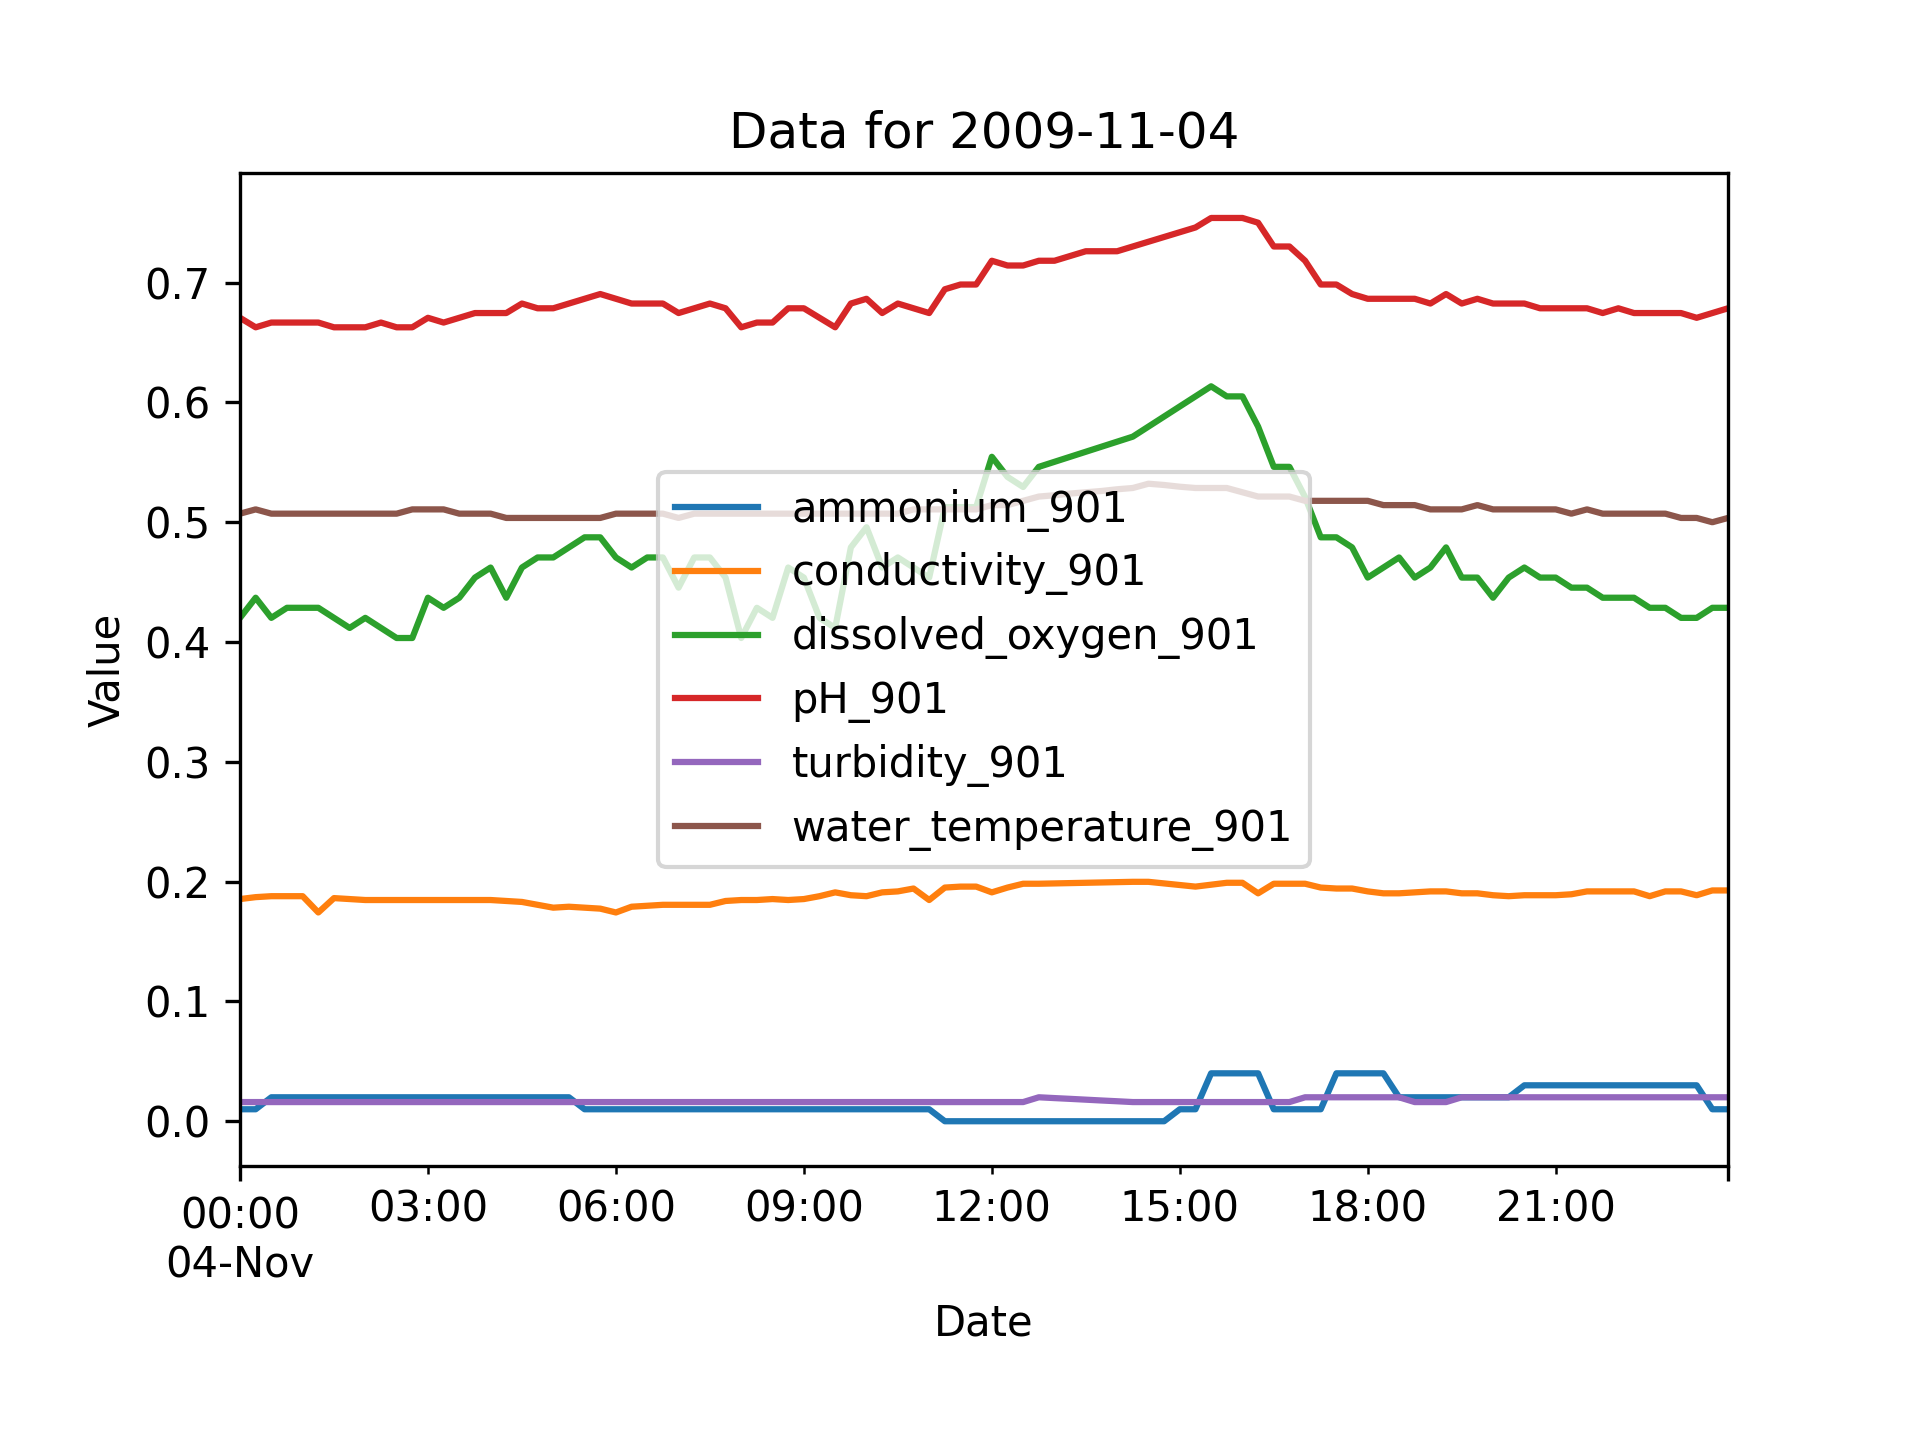 Data for 2009-11-04
Value
0.7
0.6
0.5
0.4
0.3
0.2
0.1
0.0
ammonium_901
conductivity_901
dissolved_oxygen_901
pH_901
turbidity_901
water_temperature_901
00:00 03:00 06:00 09:00 12:00 15:00 18:00 21:00
04-Nov
Date